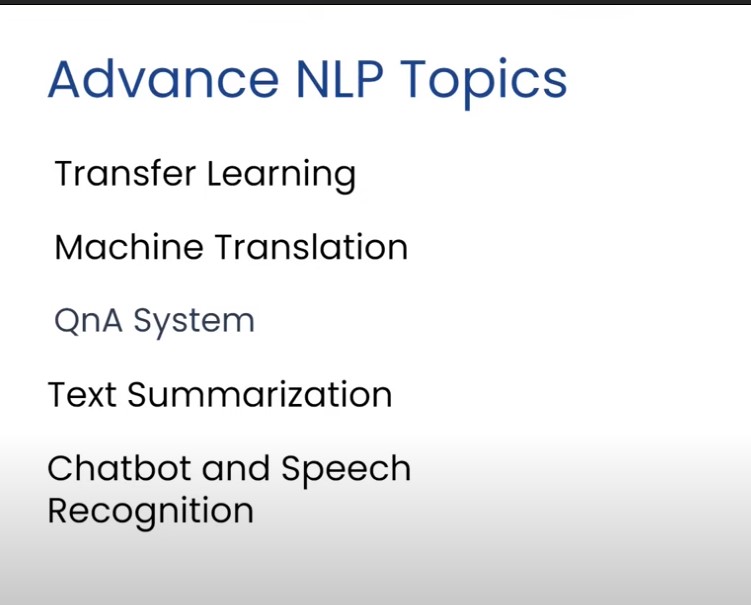 Advance NLP Topics
Transfer Learning
Machine Translation
QnA System
Text Summarization
Chatbot and Speech
Recognition